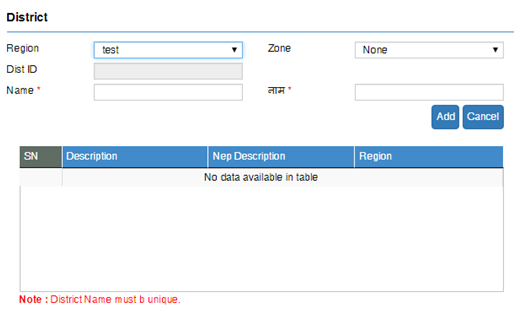 District
Region test Zone None
Dist ID
Name * नाम *
Add Cancel
SN Description Nep Description Region
No data available in table
Note : District Name must b unique.